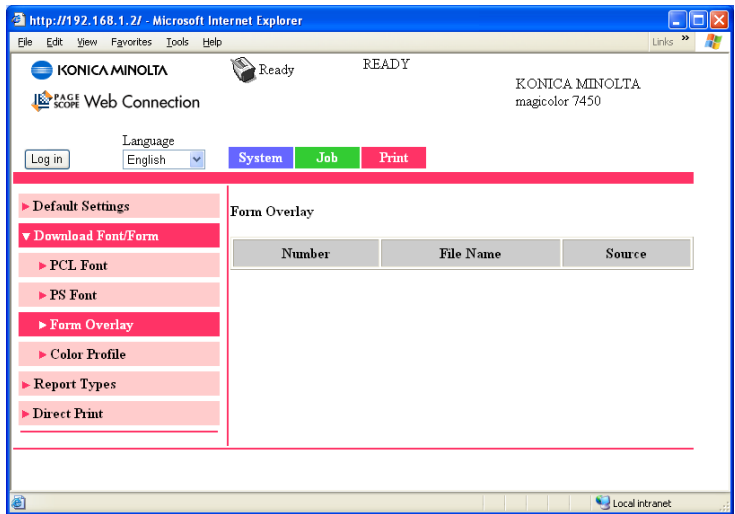 http://192.168.1.2/ - Microsoft Internet Explorer
File Edit View Favorites Tools Help Links »
KONICA MINOLTA
Ready READY
KONICA MINOLTA
magicolor 7450
PAGE SCOPE Web Connection
Language
Log in English System Job Print
Default Settings
Download Font/Form
PCL Font
PS Font
Form Overlay
Color Profile
Report Types
Direct Print
Form Overlay
Number File Name Source
Local intranet